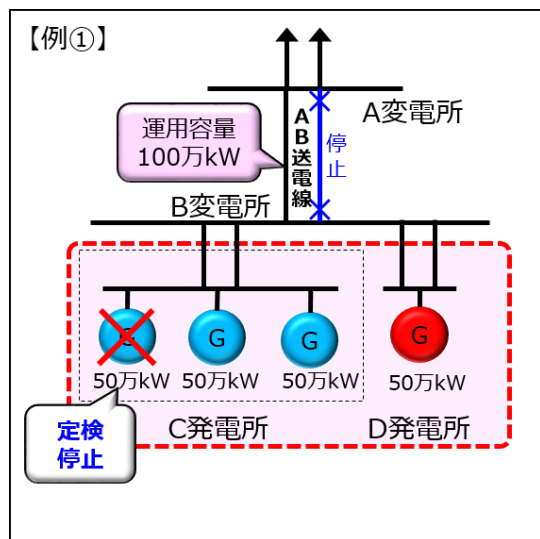 【例①】
A変電所
AB送電線
停止
運用容量
100万kW
B変電所
G G G G
50万kW 50万kW 50万kW 50万kW
定検
停止
C発電所 D発電所